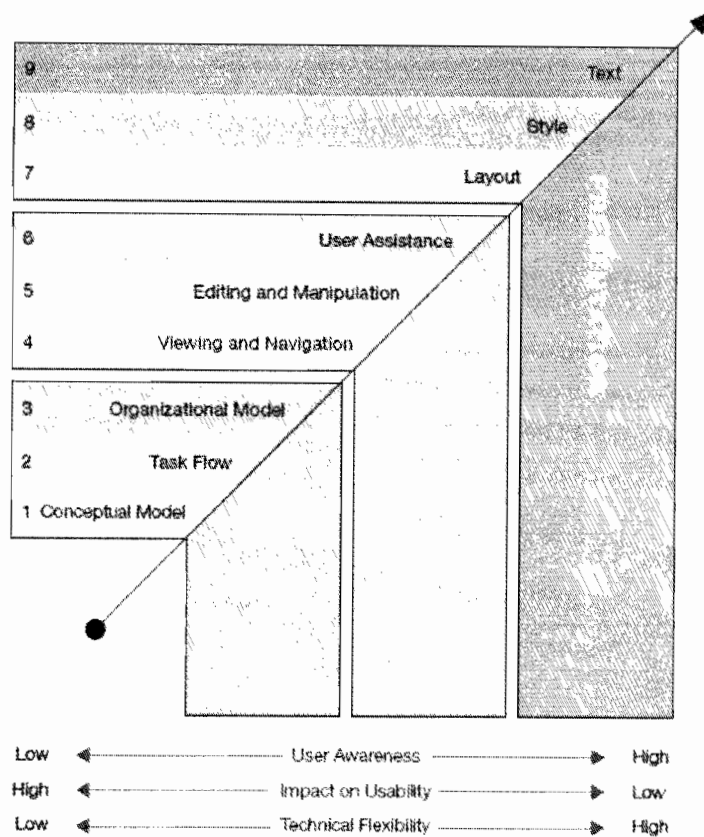 9 Text
8 Style
7 Layout
6 User Assistance
5 Editing and Manipulation
4 Viewing and Navigation
3 Organizational Model
2 Task Flow
1 Conceptual Model
Low User Awareness High
High Impact on Usability Low
Low Technical Flexibility High